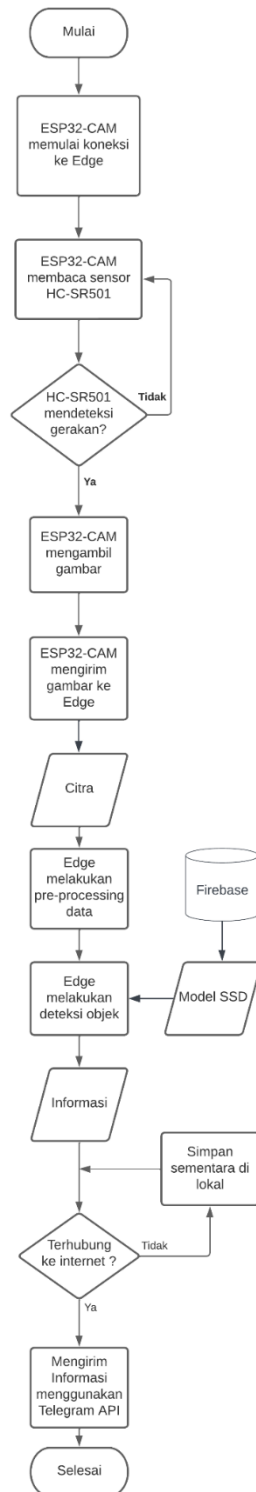 Mulai
ESP32-CAM
memulai koneksi
ke Edge
ESP32-CAM
membaca sensor
HC-SR501
HC-SR501
mendeteksi
gerakan?
Tidak
Ya
ESP32-CAM
mengambil
gambar
ESP32-CAM
mengirim
gambar ke
Edge
Citra
Edge
melakukan
pre-processing
data
Firebase
Edge
melakukan
deteksi objek
Model SSD
Informasi
Simpan
sementara di
lokal
Terhubung
ke internet ?
Tidak
Ya
Mengirim
Informasi
menggunakan
Telegram API
Selesai